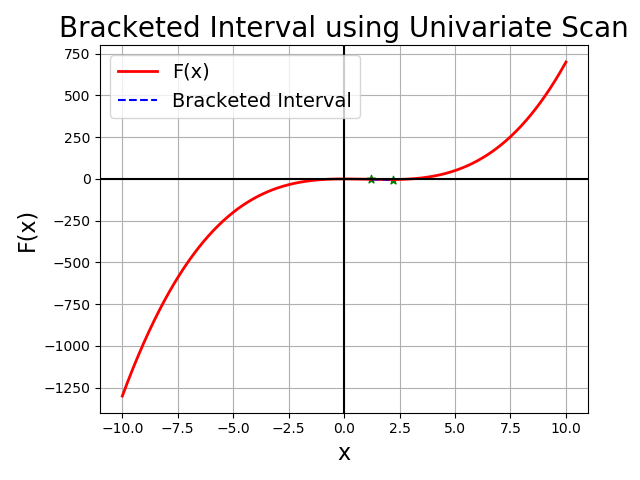 Bracketed Interval using Univariate Scan
F(x)
Bracketed Interval
750
500
250
0
−250
−500
−750
−1000
−1250
F(x)
−10.0 −7.5 −5.0 −2.5 0.0 2.5 5.0 7.5 10.0
x